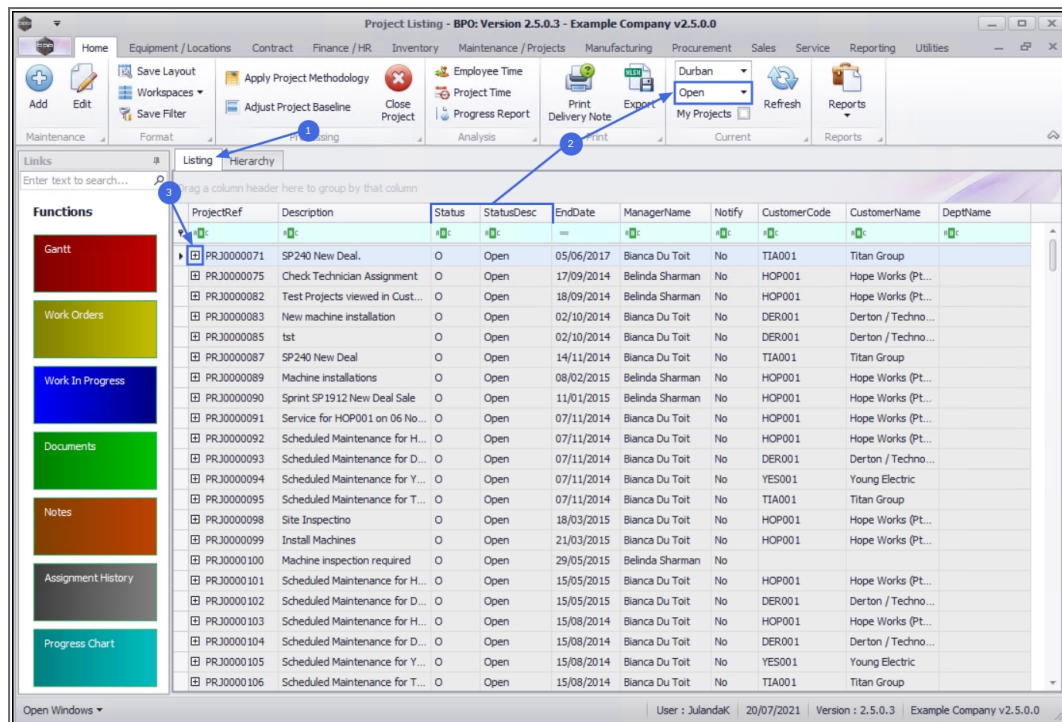 Project Listing - BPO: Version 2.5.0.3 - Example Company v2.5.0.0
Home Equipment / Locations Contract Finance / HR Inventory Maintenance / Projects Manufacturing Procurement Sales Service Reporting Utilities
Add
Edit
Maintenance
Save Layout
Workspaces
Save Filter
Format
Apply Project Methodology
Adjust Project Baseline
Close Project
1
Employee Time
Project Time
Progress Report
Analysis
Print Delivery Note
Export
Print
2
Durban
Open
My Projects
Refresh
Current
Reports
Reports
Links
Enter text to search...
3
Functions
Gantt
Work Orders
Work In Progress
Documents
Notes
Assignment History
Progress Chart
Listing Hierarchy
Drag a column header here to group by that column
ProjectRef Description Status StatusDesc EndDate ManagerName Notify CustomerCode CustomerName DeptName
PRJ0000071 SP240 New Deal. O Open 05/06/2017 Bianca Du Toit No TIA001 Titan Group
PRJ0000075 Check Technician Assignment O Open 17/09/2014 Belinda Sharman No HOP001 Hope Works (Pt...
PRJ0000082 Test Projects viewed in Cust... O Open 18/09/2014 Belinda Sharman No HOP001 Hope Works (Pt...
PRJ0000083 New machine installation O Open 02/10/2014 Bianca Du Toit No DER001 Derton / Techno...
PRJ0000085 tst O Open 02/10/2014 Bianca Du Toit No DER001 Derton / Techno...
PRJ0000087 SP240 New Deal O Open 14/11/2014 Bianca Du Toit No TIA001 Titan Group
PRJ0000089 Machine installations O Open 08/02/2015 Belinda Sharman No HOP001 Hope Works (Pt...
PRJ0000090 Sprint SP1912 New Deal Sale O Open 11/01/2015 Belinda Sharman No HOP001 Hope Works (Pt...
PRJ0000091 Service for HOP001 on 06 No... O Open 07/11/2014 Bianca Du Toit No HOP001 Hope Works (Pt...
PRJ0000092 Scheduled Maintenance for H... O Open 07/11/2014 Bianca Du Toit No HOP001 Hope Works (Pt...
PRJ0000093 Scheduled Maintenance for D... O Open 07/11/2014 Bianca Du Toit No DER001 Derton / Techno...
PRJ0000094 Scheduled Maintenance for Y... O Open 07/11/2014 Bianca Du Toit No YES001 Young Electric
PRJ0000095 Scheduled Maintenance for T... O Open 07/11/2014 Bianca Du Toit No TIA001 Titan Group
PRJ0000098 Site Inspectino O Open 18/03/2015 Bianca Du Toit No HOP001 Hope Works (Pt...
PRJ0000099 Install Machines O Open 21/03/2015 Bianca Du Toit No HOP001 Hope Works (Pt...
PRJ0000100 Machine inspection required O Open 29/05/2015 Belinda Sharman No
PRJ0000101 Scheduled Maintenance for H... O Open 15/05/2015 Bianca Du Toit No HOP001 Hope Works (Pt...
PRJ0000102 Scheduled Maintenance for D... O Open 15/05/2015 Bianca Du Toit No DER001 Derton / Techno...
PRJ0000103 Scheduled Maintenance for H... O Open 15/08/2014 Bianca Du Toit No HOP001 Hope Works (Pt...
PRJ0000104 Scheduled Maintenance for D... O Open 15/08/2014 Bianca Du Toit No DER001 Derton / Techno...
PRJ0000105 Scheduled Maintenance for Y... O Open 15/08/2014 Bianca Du Toit No YES001 Young Electric
PRJ0000106 Scheduled Maintenance for T... O Open 15/08/2014 Bianca Du Toit No TIA001 Titan Group
Open Windows User : JulandaK 20/07/2021 Version : 2.5.0.3 Example Company v2.5.0.0